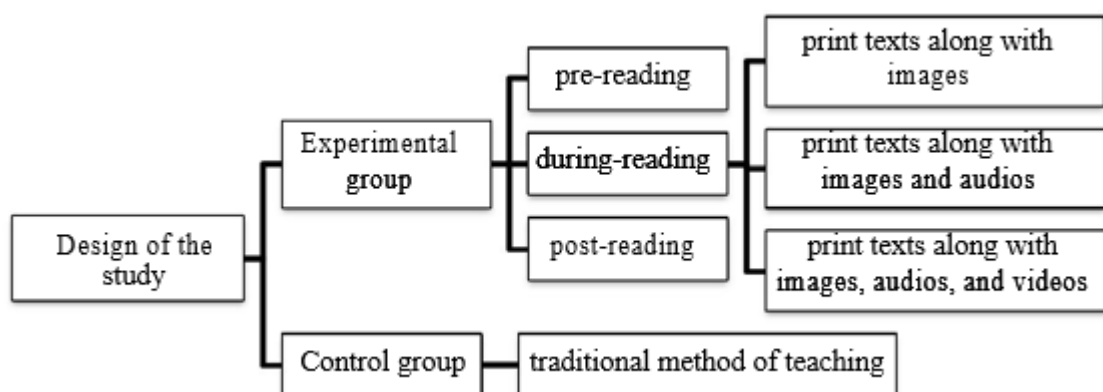 Design of the
study
Experimental
group
Control group
pre-reading
during-reading
post-reading
traditional method of teaching
print texts along with
images
print texts along with
images and audios
print texts along with
images, audios, and videos